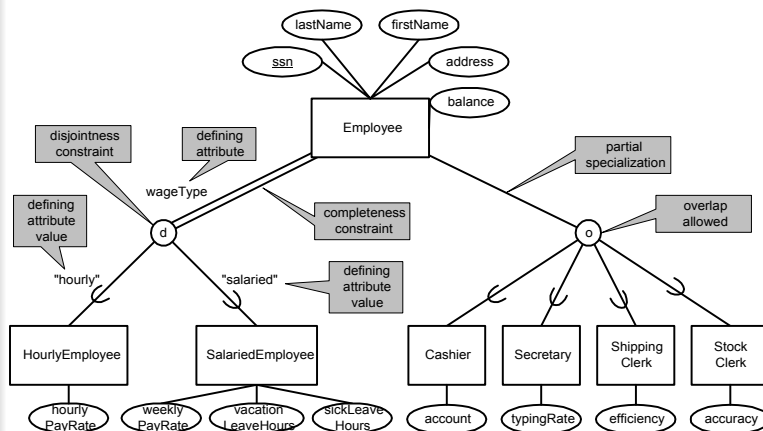 lastName
firstName
ssn
address
balance
Employee
disjointness
constraint
defining
attribute
wageType
partial
specialization
defining
attribute
value
completeness
constraint
overlap
allowed
d
o
"hourly"
"salaried"
defining
attribute
value
HourlyEmployee
SalariedEmployee
Cashier
Secretary
Shipping
Clerk
Stock
Clerk
hourly
PayRate
weekly
PayRate
vacation
LeaveHours
sickLeave
Hours
account
typingRate
efficiency
accuracy